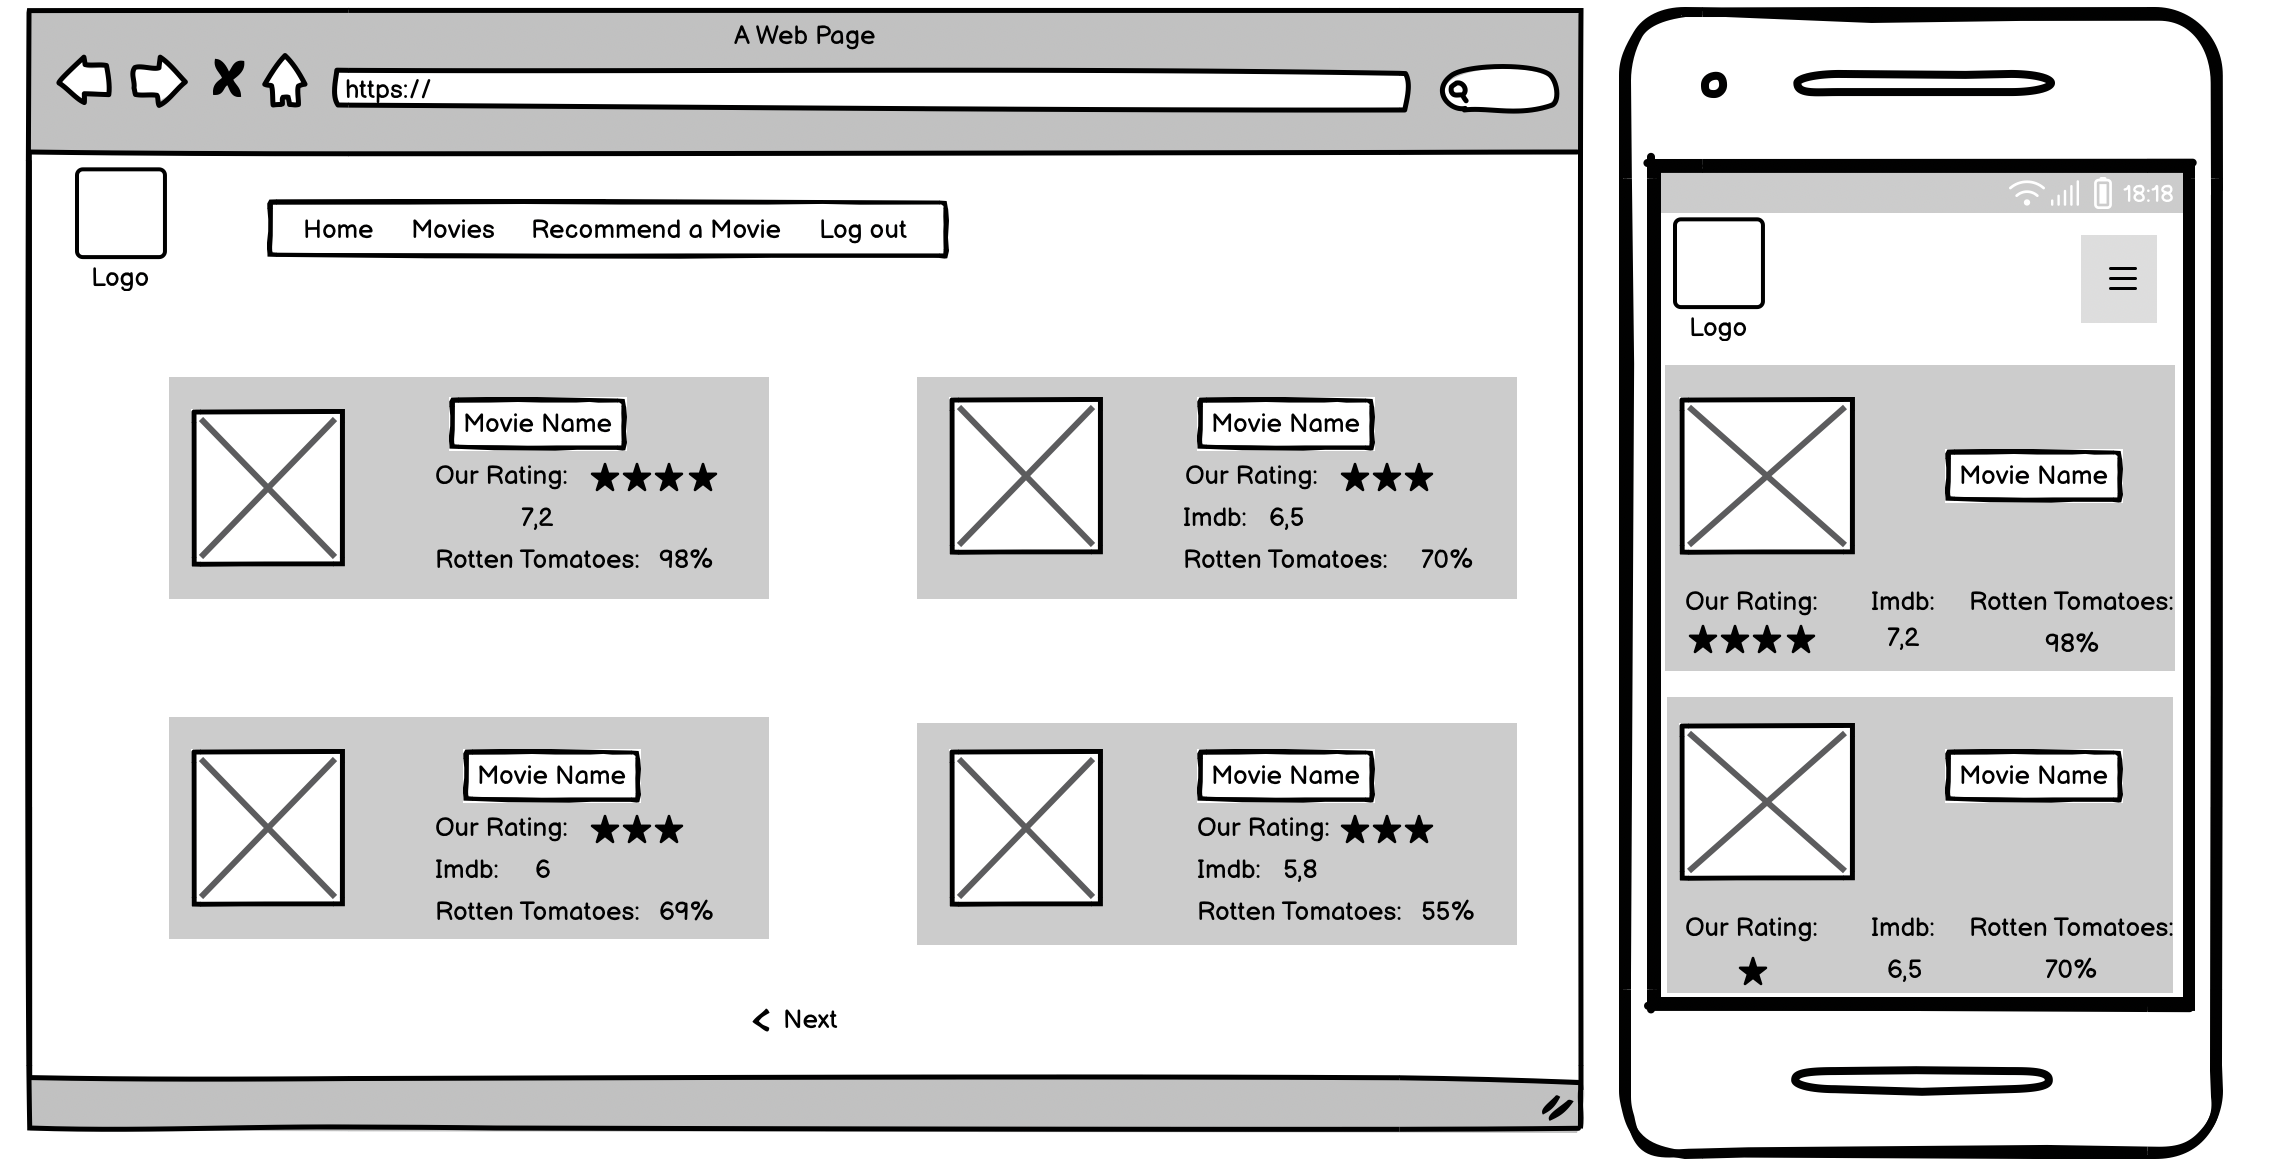 A Web Page
https://
Home Movies Recommend a Movie Log out
Logo
Movie Name
Our Rating: ★★★★
7,2
Rotten Tomatoes: 98%
Movie Name
Our Rating: ★★★
Imdb: 6,5
Rotten Tomatoes: 70%
Movie Name
Our Rating: ★★★
Imdb: 6
Rotten Tomatoes: 69%
Movie Name
Our Rating: ★★★
Imdb: 5,8
Rotten Tomatoes: 55%
< Next
18:18
Logo
Movie Name
Our Rating: Imdb: Rotten Tomatoes:
★★★★ 7,2 98%
Movie Name
Our Rating: Imdb: Rotten Tomatoes:
★ 6,5 70%